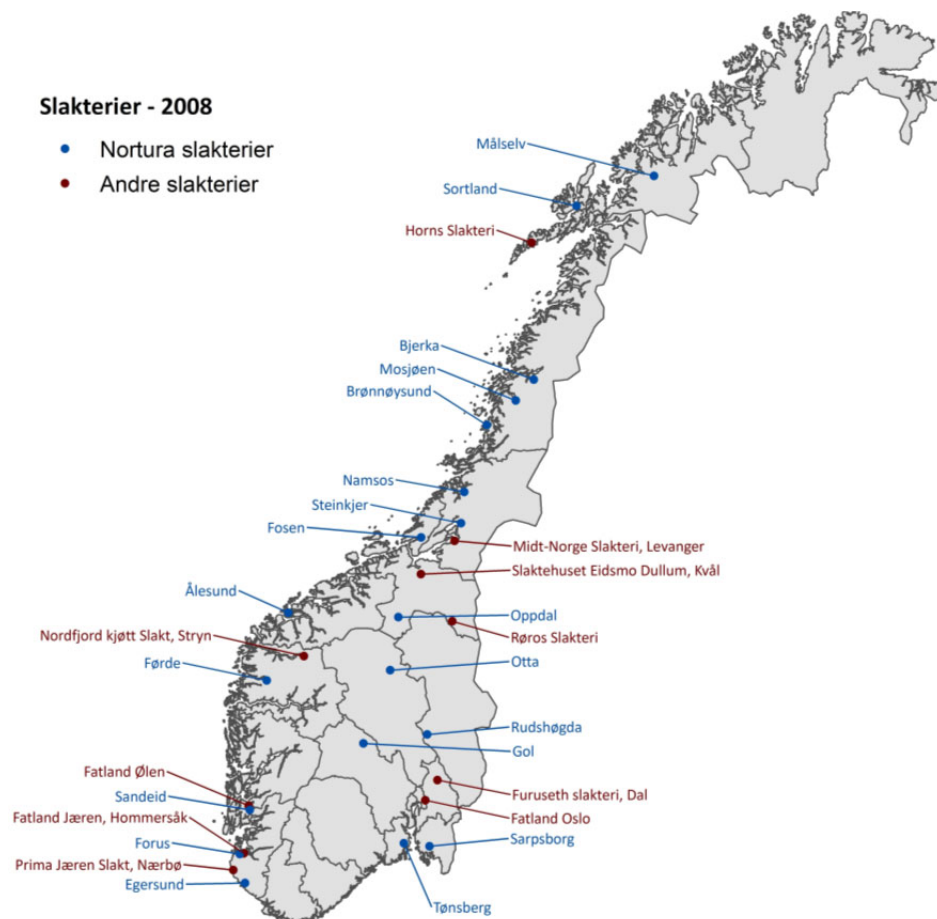 Slakterier - 2008
Nortura slakterier
Andre slakterier
Målselv
Sortland
Horns Slakteri
Bjerka
Mosjøen
Brønnøysund
Namsos
Steinkjer
Fosen
Midt-Norge Slakteri, Levanger
Slaktehuset Eidsmo Dullum, Kvål
Ålesund
Oppdal
Nordfjord kjøtt Slakt, Stryn
Røros Slakteri
Førde
Otta
Rudshøgda
Gol
Fatland Ølen
Furuseth slakteri, Dal
Sandeid
Fatland Jæren, Hommersåk
Fatland Oslo
Forus
Sarpsborg
Prima Jæren Slakt, Nærbø
Egersund
Tønsberg